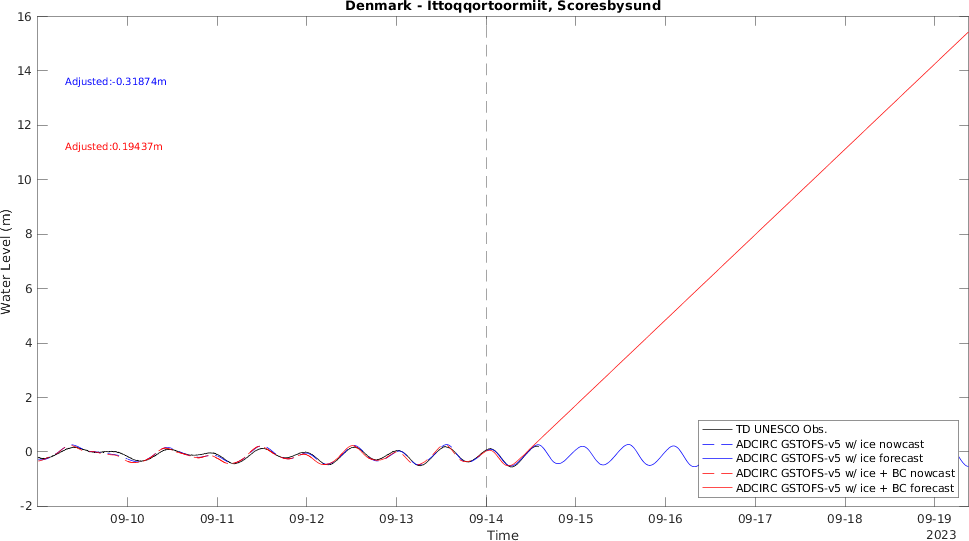 Denmark - Ittoqqortoormiit, Scoresbysund
16
14
12
10
8
6
4
2
0
-2
Water Level (m)
Adjusted:-0.31874m
Adjusted:0.19437m
TD UNESCO Obs.
ADCIRC GSTOFS-v5 w/ ice nowcast
ADCIRC GSTOFS-v5 w/ ice forecast
ADCIRC GSTOFS-v5 w/ ice + BC nowcast
ADCIRC GSTOFS-v5 w/ ice + BC forecast
09-10 09-11 09-12 09-13 09-14 09-15 09-16 09-17 09-18 09-19
Time
2023